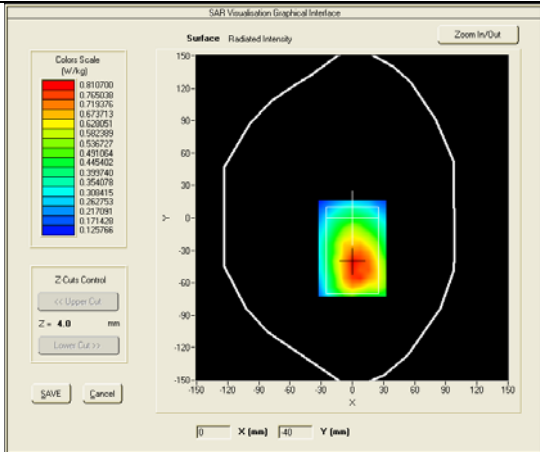 SAR Visualisation Graphical Interface
Surface Radiated Intensity
Zoom In/Out
Colors Scale
(W/kg)
0.810700
0.765038
0.719376
0.673713
0.628051
0.582389
0.536727
0.491064
0.445402
0.399740
0.354078
0.308415
0.262753
0.217091
0.171428
0.125766
150
120
90
60
30
0
-30
-60
-90
-120
-150
Y
-150 -120 -90 -60 -30 0 30 60 90 120 150
X
Z-Cuts Control
<< Upper Cut
Z = 4.0 mm
Lower Cut >>
SAVE Cancel
0 X (mm) -40 Y (mm)